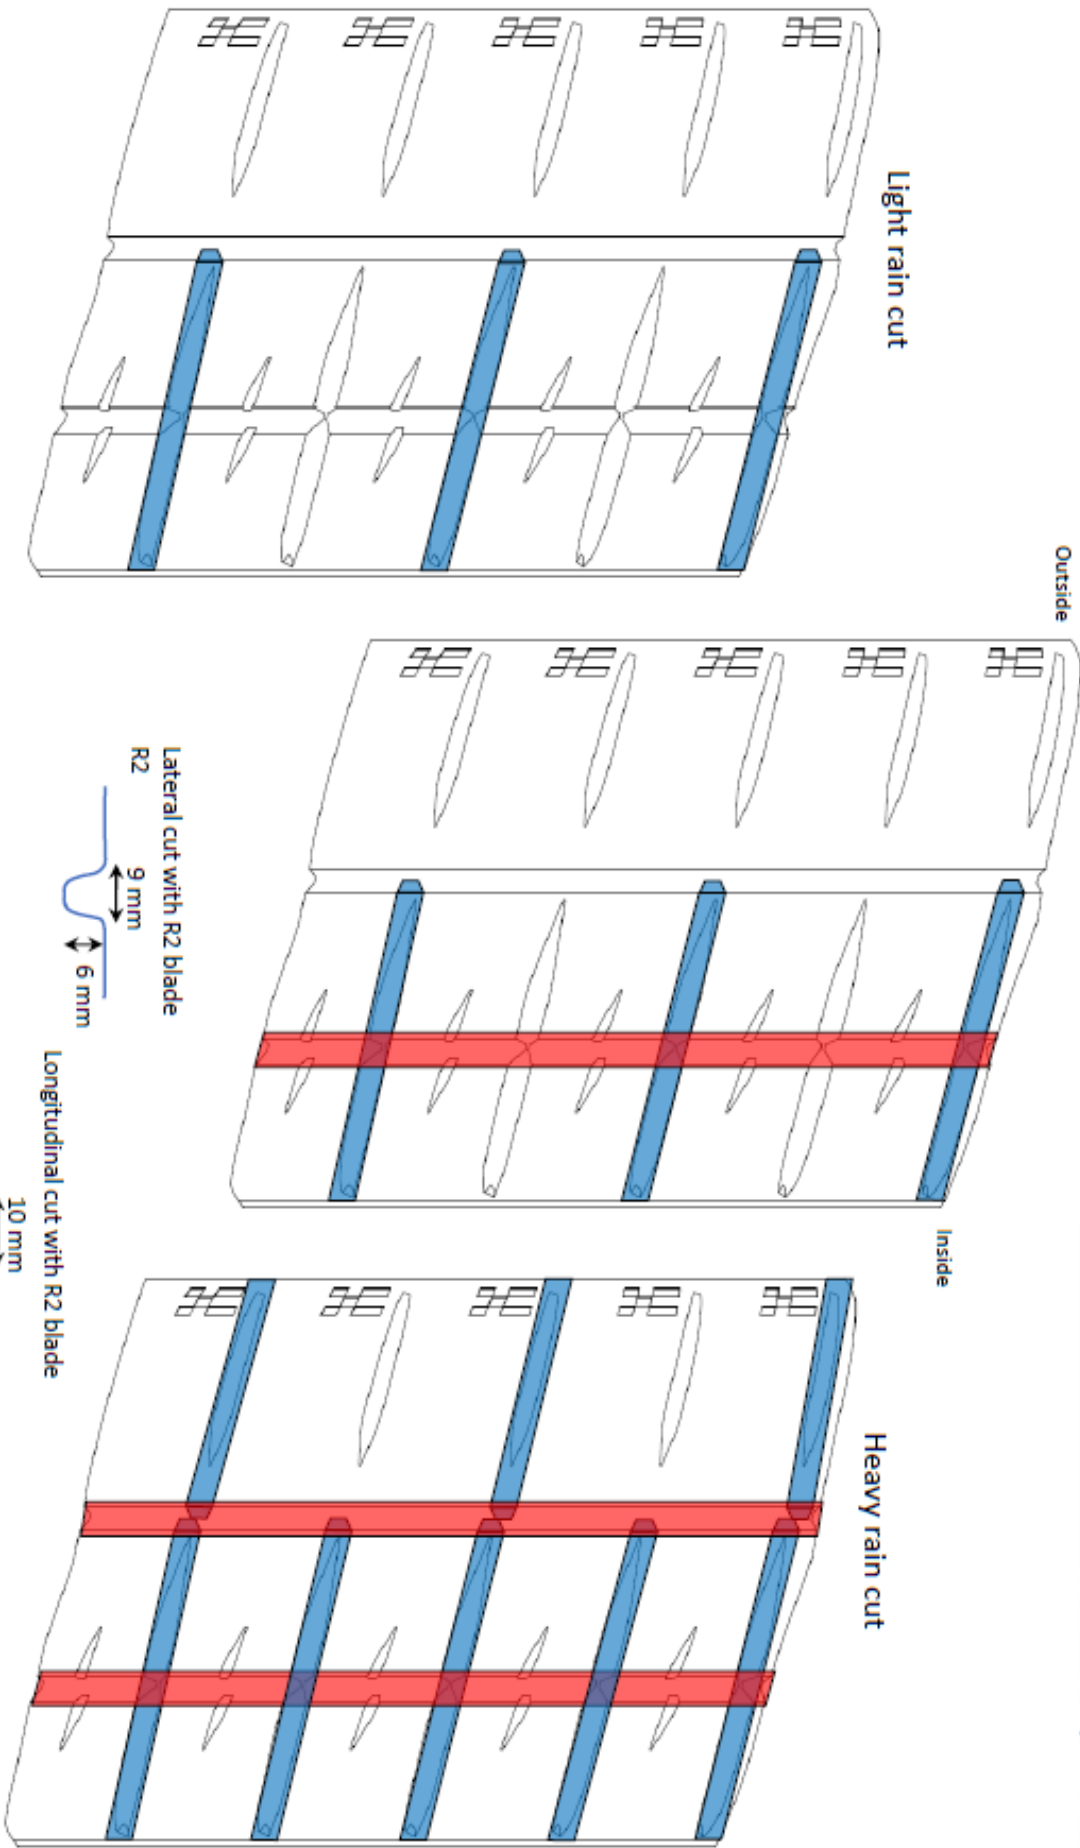 Light rain cut
Outside
Inside
Heavy rain cut
Lateral cut with R2 blade
R2
9 mm
6 mm
Longitudinal cut with R2 blade
10 mm